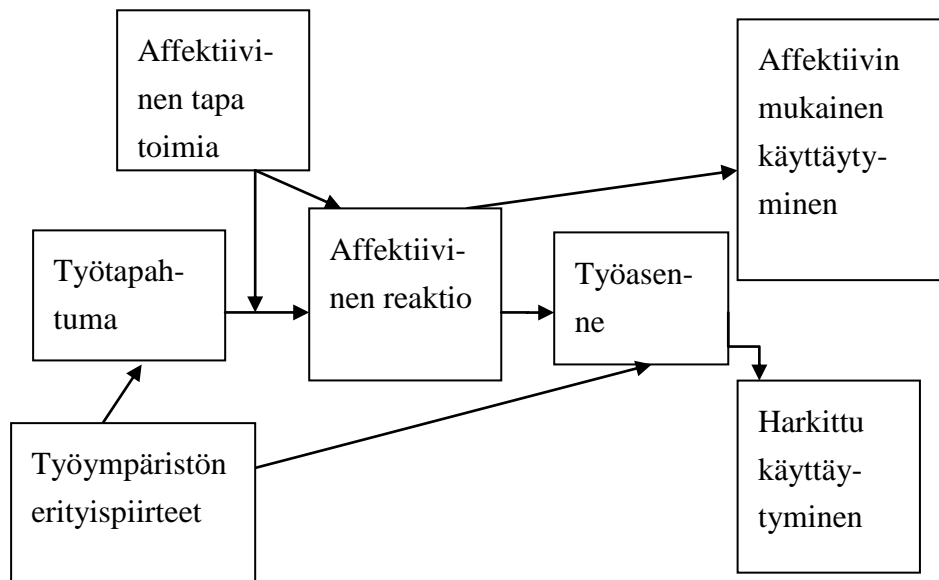 Affektiivi-
nen tapa
toimia
Affektiivin
mukainen
käyttäyty-
minen
Työtapah-
tuma
Affektiivi-
nen reaktio
Työasen-
ne
Työympäristön
erityispiirteet
Harkittu
käyttäy-
tyminen